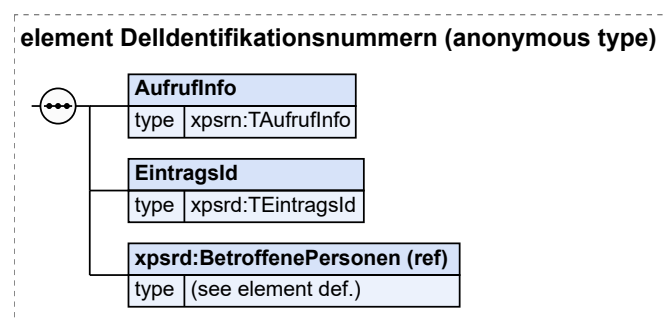 element DelIdentifikationsnummern (anonymous type)
AufrufInfo
type xpsrn:TAufrufInfo
EintragsId
type xpsrd:TEintragsId
xpsrd:BetroffenePersonen (ref)
type (see element def.)